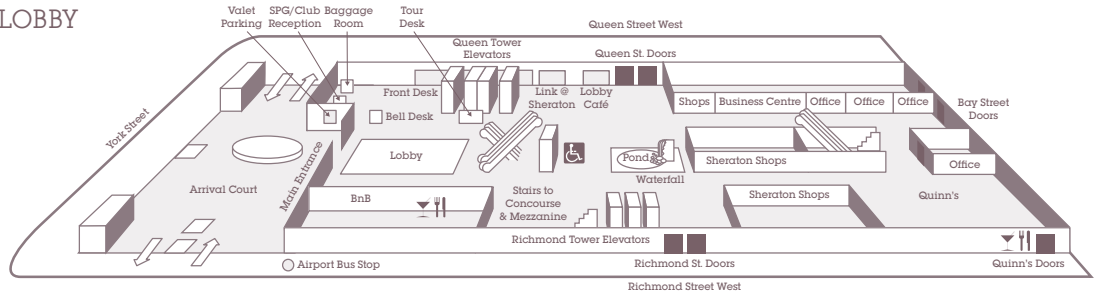 LOBBY
Valet
Parking
SPG/Club
Reception
Baggage
Room
Tour
Desk
Queen Street West
Queen Tower
Elevators
Queen St. Doors
Front Desk
Link @
Sheraton
Lobby
Café
Shops
Business Centre
Office
Office
Office
Bay Street
Doors
York Street
Bell Desk
Lobby
Pond
Waterfall
Sheraton Shops
Office
Main Entrance
Arrival Court
BnB
Stairs to
Concourse
& Mezzanine
Sheraton Shops
Quinn's
Richmond Tower Elevators
Airport Bus Stop
Richmond St. Doors
Quinn's Doors
Richmond Street West